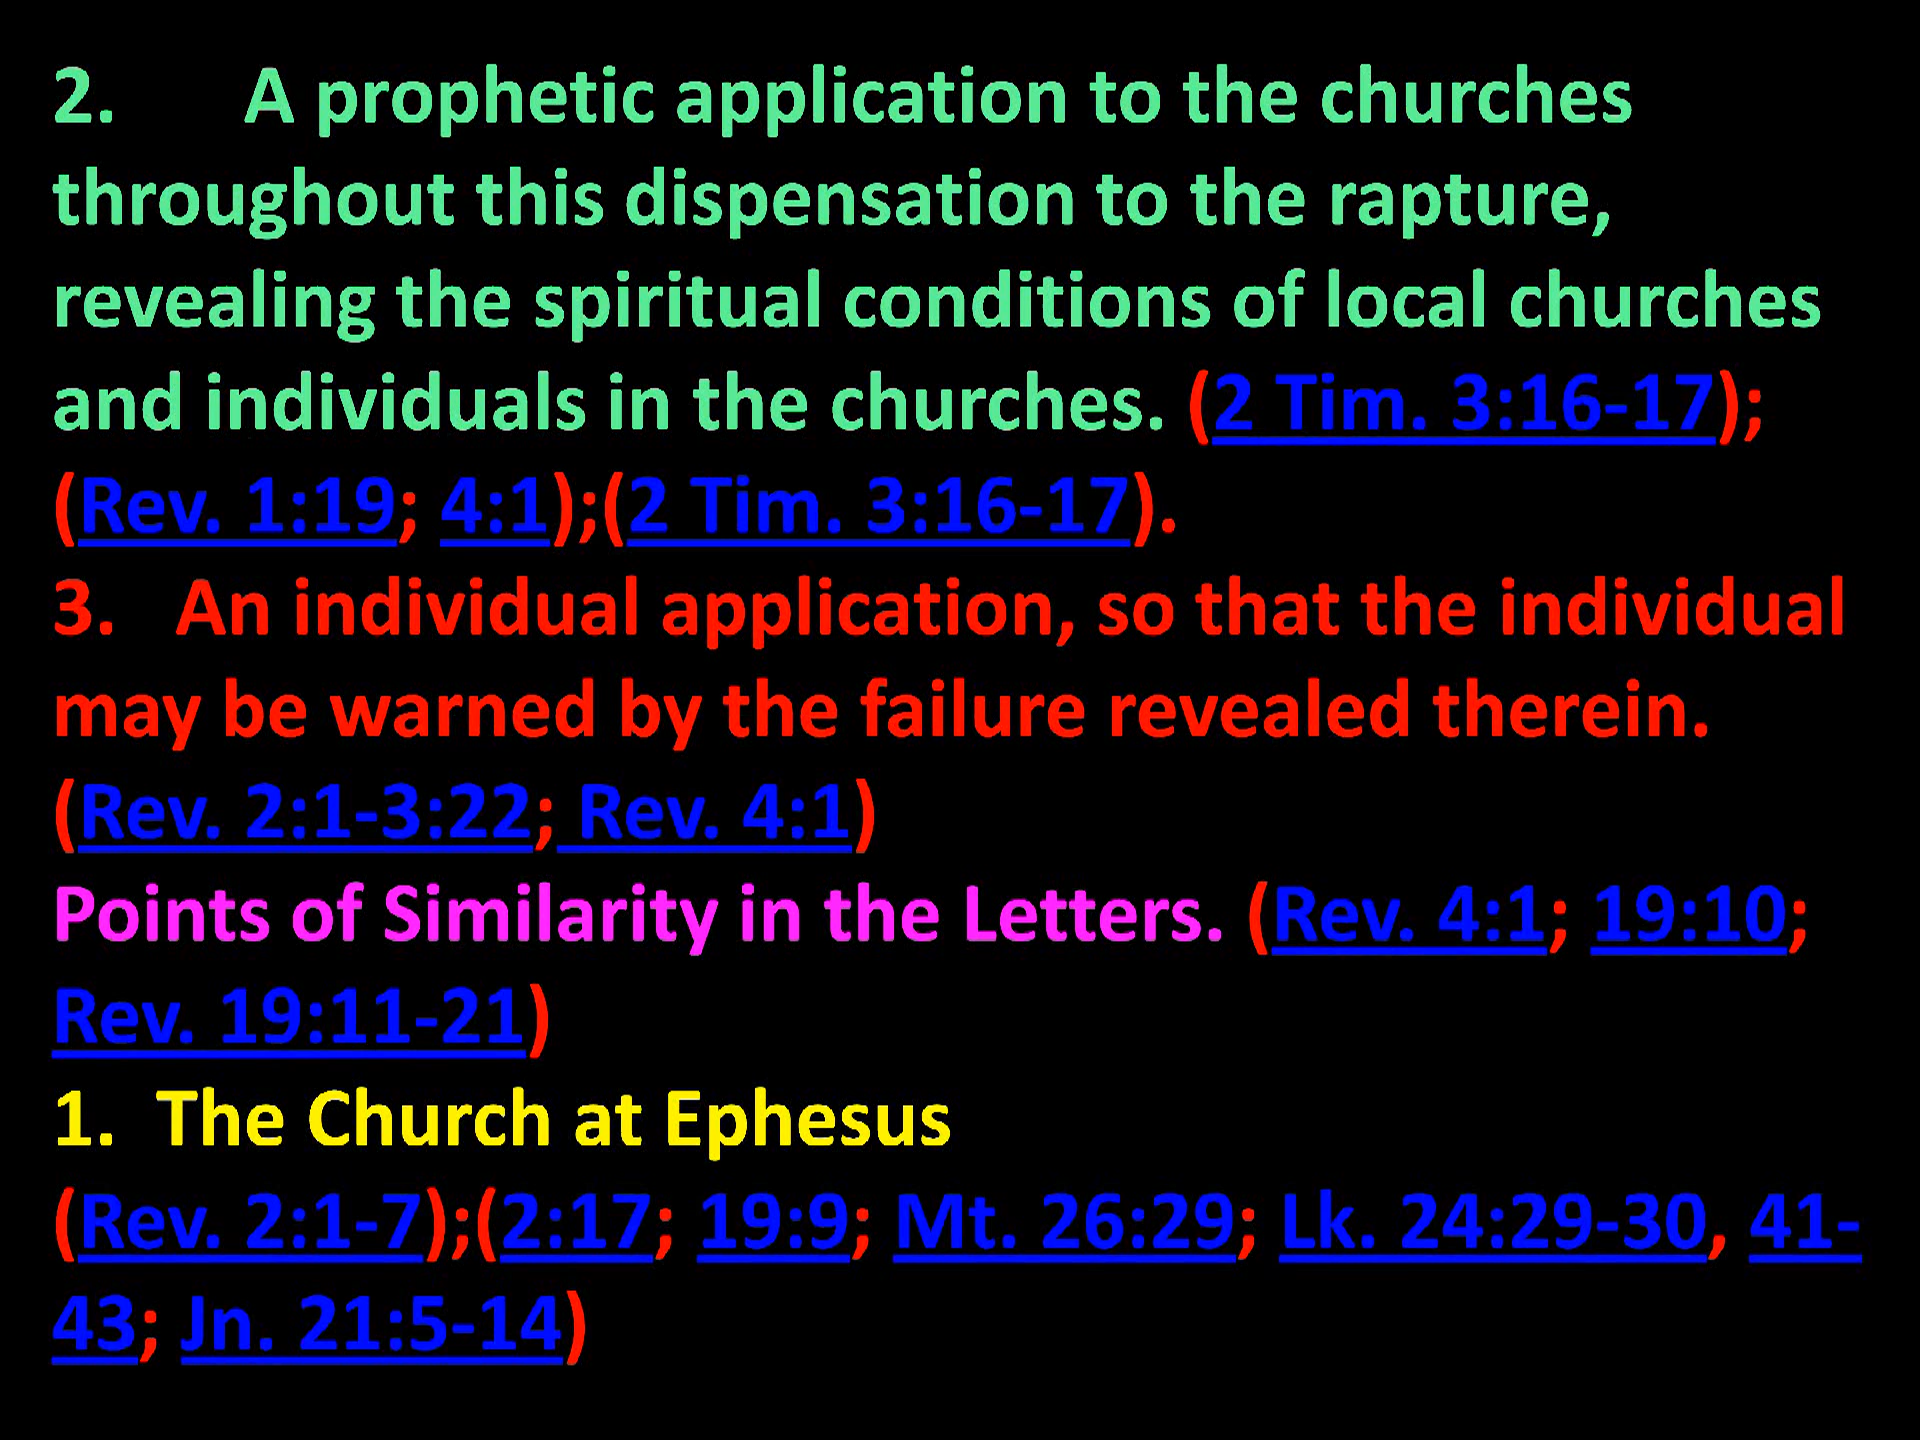 2. A prophetic application to the churches
throughout this dispensation to the rapture,
revealing the spiritual conditions of local churches
and individuals in the churches. (2 Tim. 3:16-17);
(Rev. 1:19; 4:1);(2 Tim. 3:16-17).
3. An individual application, so that the individual
may be warned by the failure revealed therein.
(Rev. 2:1-3:22; Rev. 4:1)
Points of Similarity in the Letters. (Rev. 4:1; 19:10;
Rev. 19:11-21)
1. The Church at Ephesus
(Rev. 2:1-7);(2:17; 19:9; Mt. 26:29; Lk. 24:29-30, 41-
43; Jn. 21:5-14)